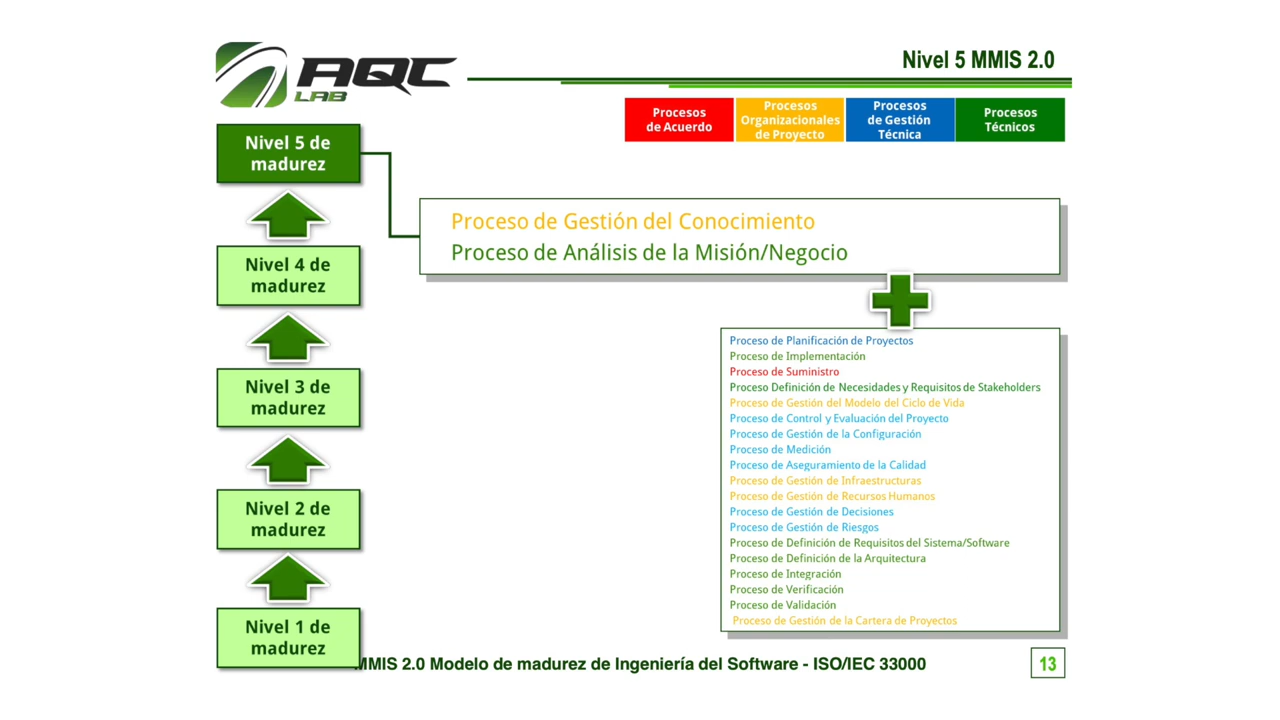 AQC
LAB
Nivel 5 MMIS 2.0
Procesos
de Acuerdo
Procesos
Organizacionales
de Proyecto
Procesos
de Gestión
Técnica
Procesos
Técnicos
Nivel 5 de
madurez
Nivel 4 de
madurez
Nivel 3 de
madurez
Nivel 2 de
madurez
Nivel 1 de
madurez
Proceso de Gestión del Conocimiento
Proceso de Análisis de la Misión/Negocio
Proceso de Planificación de Proyectos
Proceso de Implementación
Proceso de Suministro
Proceso Definición de Necesidades y Requisitos de Stakeholders
Proceso de Gestión del Modelo del Ciclo de Vida
Proceso de Control y Evaluación del Proyecto
Proceso de Gestión de la Configuración
Proceso de Medición
Proceso de Aseguramiento de la Calidad
Proceso de Gestión de Infraestructuras
Proceso de Gestión de Recursos Humanos
Proceso de Gestión de Decisiones
Proceso de Gestión de Riesgos
Proceso de Definición de Requisitos del Sistema/Software
Proceso de Definición de la Arquitectura
Proceso de Integración
Proceso de Verificación
Proceso de Validación
Proceso de Gestión de la Cartera de Proyectos
MMIS 2.0 Modelo de madurez de Ingeniería del Software - ISO/IEC 33000
13